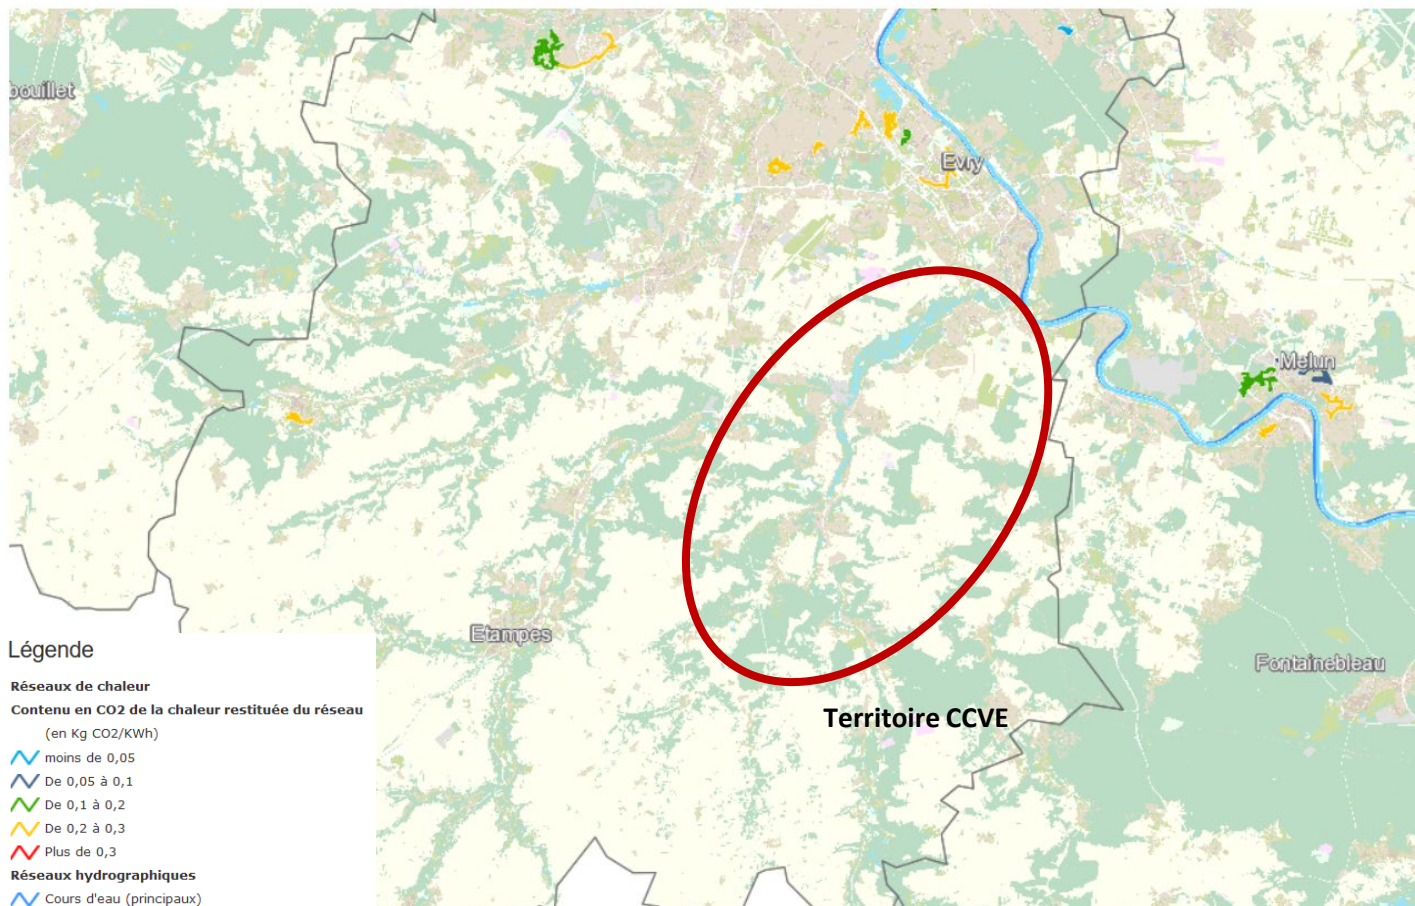 bouillet
Evry
Melun
Etampes
Fontainebleau
Territoire CCVE
Légende
Réseaux de chaleur
Contenu en CO2 de la chaleur restituée du réseau
(en Kg CO2/KWh)
moins de 0,05
De 0,05 à 0,1
De 0,1 à 0,2
De 0,2 à 0,3
Plus de 0,3
Réseaux hydrographiques
Cours d'eau (principaux)